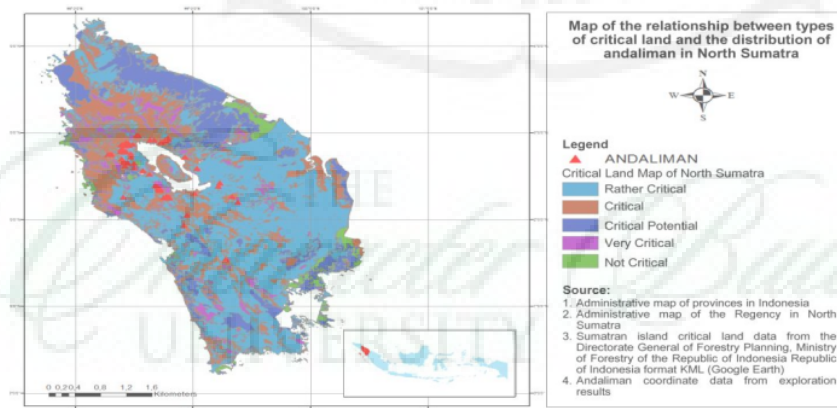 Map of the relationship between types
of critical land and the distribution of
andaliman in North Sumatra
N
W E
S
Legend
ANDALIMAN
Critical Land Map of North Sumatra
Rather Critical
Critical
Critical Potential
Very Critical
Not Critical
Source:
1. Administrative map of provinces in Indonesia
2. Administrative map of the Regency in North
Sumatra
3. Sumatran island critical land data from the
Directorate General of Forestry Planning, Ministry
of Forestry of the Republic of Indonesia Republic
of Indonesia format KML (Google Earth)
4. Andaliman coordinate data from exploration
results
0 0,20,4 0,8 1,2 1,6
Kilometers
THE
UNIVERSITY